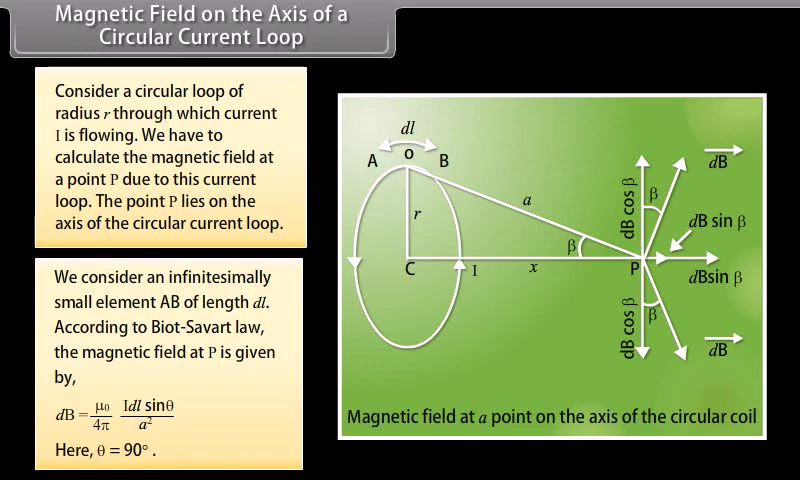 Magnetic Field on the Axis of a
Circular Current Loop
Consider a circular loop of
radius r through which current
I is flowing. We have to
calculate the magnetic field at
a point P due to this current
loop. The point P lies on the
axis of the circular current loop.
We consider an infinitesimally
small element AB of length dl.
According to Biot-Savart law,
the magnetic field at P is given
by,
dB = μ0/4π Idl sinθ/a²
Here, θ = 90° .
dl
A O B
a
r
β
C
I
x
P
dB cos β
β
dB
dB sin β
dBsin β
dB cos β
β
dB
Magnetic field at a point on the axis of the circular coil